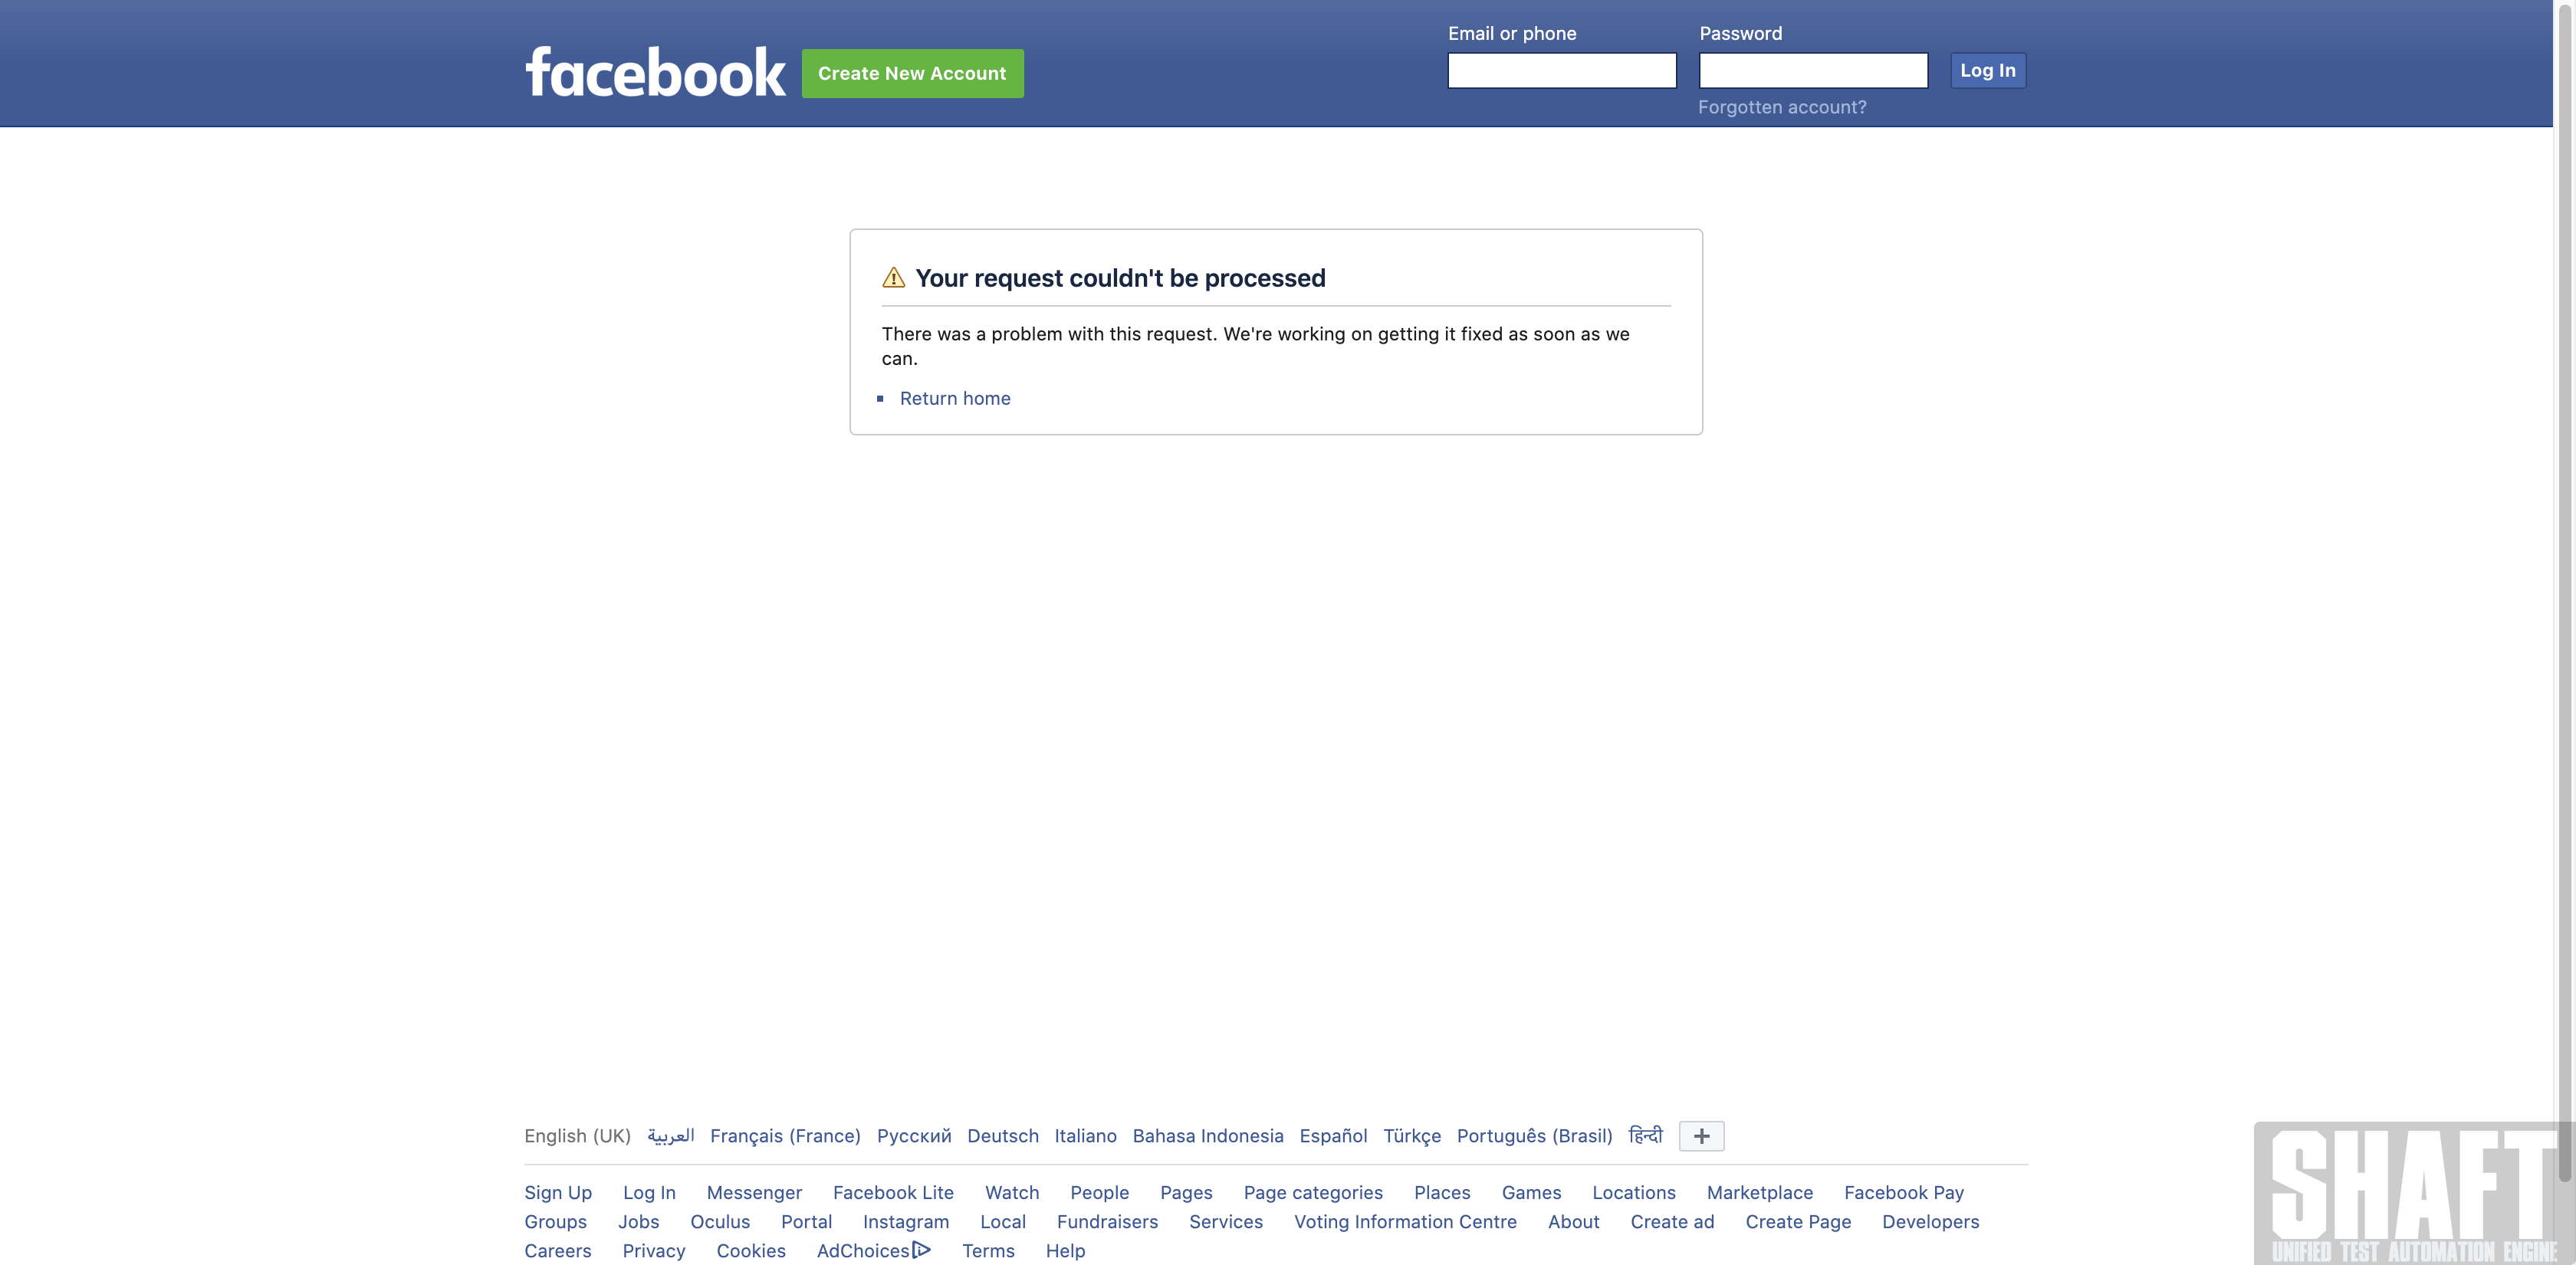 facebook
Create New Account
Email or phone
Password
Log In
Forgotten account?
Your request couldn't be processed
There was a problem with this request. We're working on getting it fixed as soon as we
can.
Return home
English (UK) العربية Français (France) Русский Deutsch Italiano Bahasa Indonesia Español Türkçe Português (Brasil) हिन्दी +
Sign Up Log In Messenger Facebook Lite Watch People Pages Page categories Places Games Locations Marketplace Facebook Pay
Groups Jobs Oculus Portal Instagram Local Fundraisers Services Voting Information Centre About Create ad Create Page Developers
Careers Privacy Cookies AdChoices Terms Help
SHAFT
UNIFIED TEST AUTOMATION ENGINE